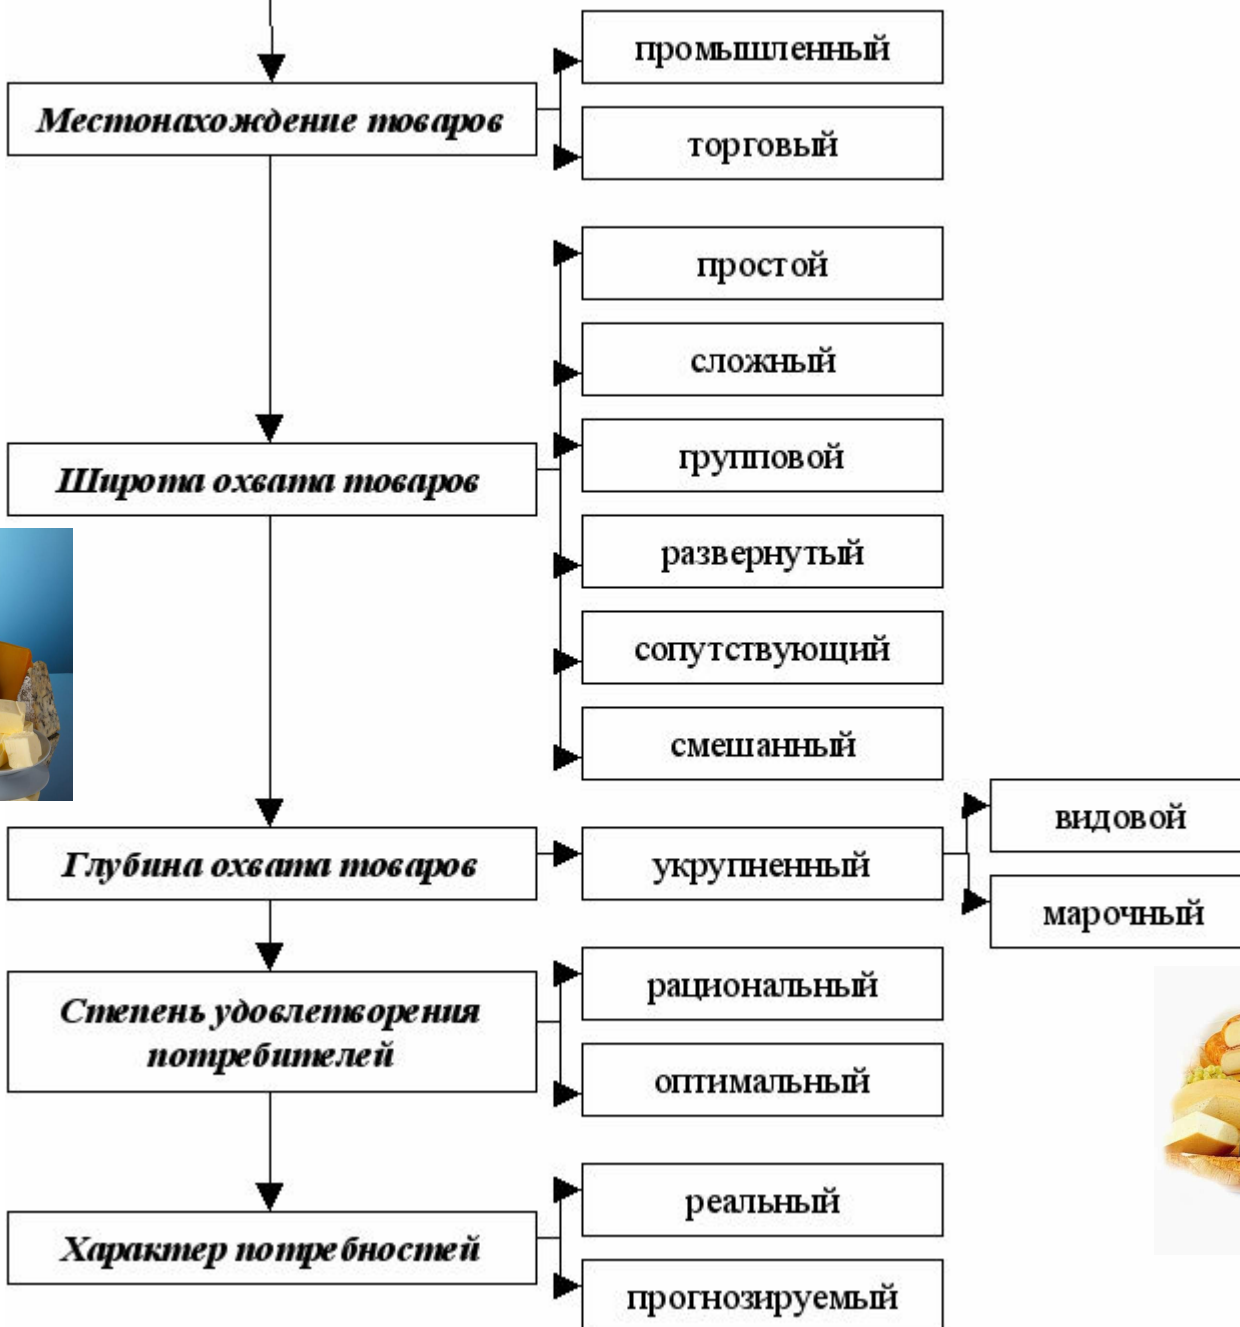 Местонахождение товаров
промышленный
торговый
Широта охвата товаров
простой
сложный
групповой
развернутый
сопутствующий
смешанный
Глубина охвата товаров
укрупненный
видовой
марочный
Степень удовлетворения
потребителей
рациональный
оптимальный
Характер потребностей
реальный
прогнозируемый